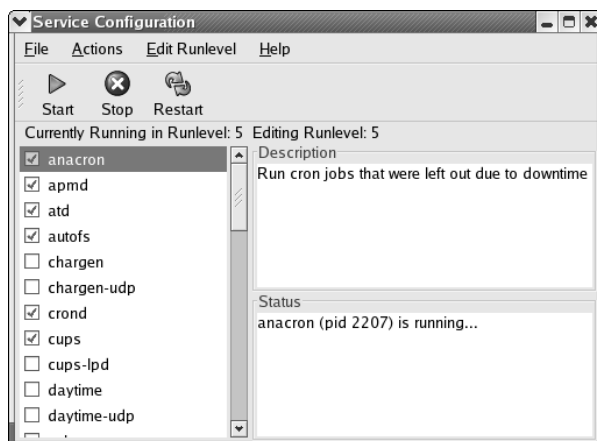 Service Configuration
File Actions Edit Runlevel Help
Start Stop Restart
Currently Running in Runlevel: 5 Editing Runlevel: 5
anacron
apmd
atd
autofs
chargen
chargen-udp
crond
cups
cups-lpd
daytime
daytime-udp
Description
Run cron jobs that were left out due to downtime
Status
anacron (pid 2207) is running...